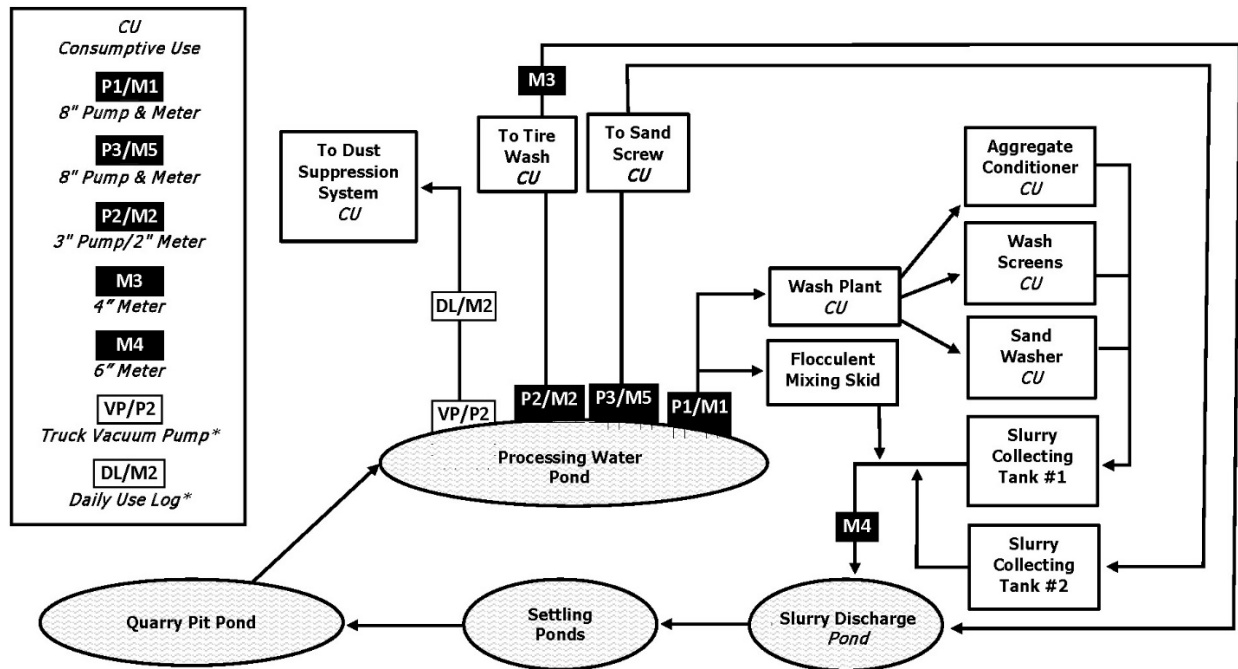 CU
Consumptive Use
P1/M1
8" Pump & Meter
P3/M5
8" Pump & Meter
P2/M2
3" Pump/2" Meter
M3
4" Meter
M4
6" Meter
VP/P2
Truck Vacuum Pump*
DL/M2
Daily Use Log*
To Dust
Suppression
System
CU
M3
To Tire
Wash
CU
To Sand
Screw
CU
DL/M2
VP/P2
P2/M2
P3/M5
P1/M1
Wash Plant
CU
Flocculent
Mixing Skid
Aggregate
Conditioner
CU
Wash
Screens
CU
Sand
Washer
CU
Processing Water
Pond
Slurry
Collecting
Tank #1
M4
Slurry
Collecting
Tank #2
Quarry Pit Pond
Settling
Ponds
Slurry Discharge
Pond